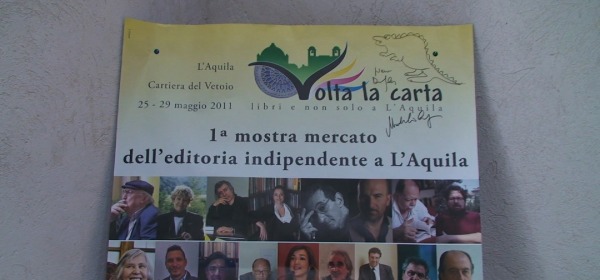 L'Aquila
Cartiera del Vetoio
25 - 29 maggio 2011
Volta la carta
libri e non solo a L'Aquila
1ª mostra mercato
dell'editoria indipendente a L'Aquila